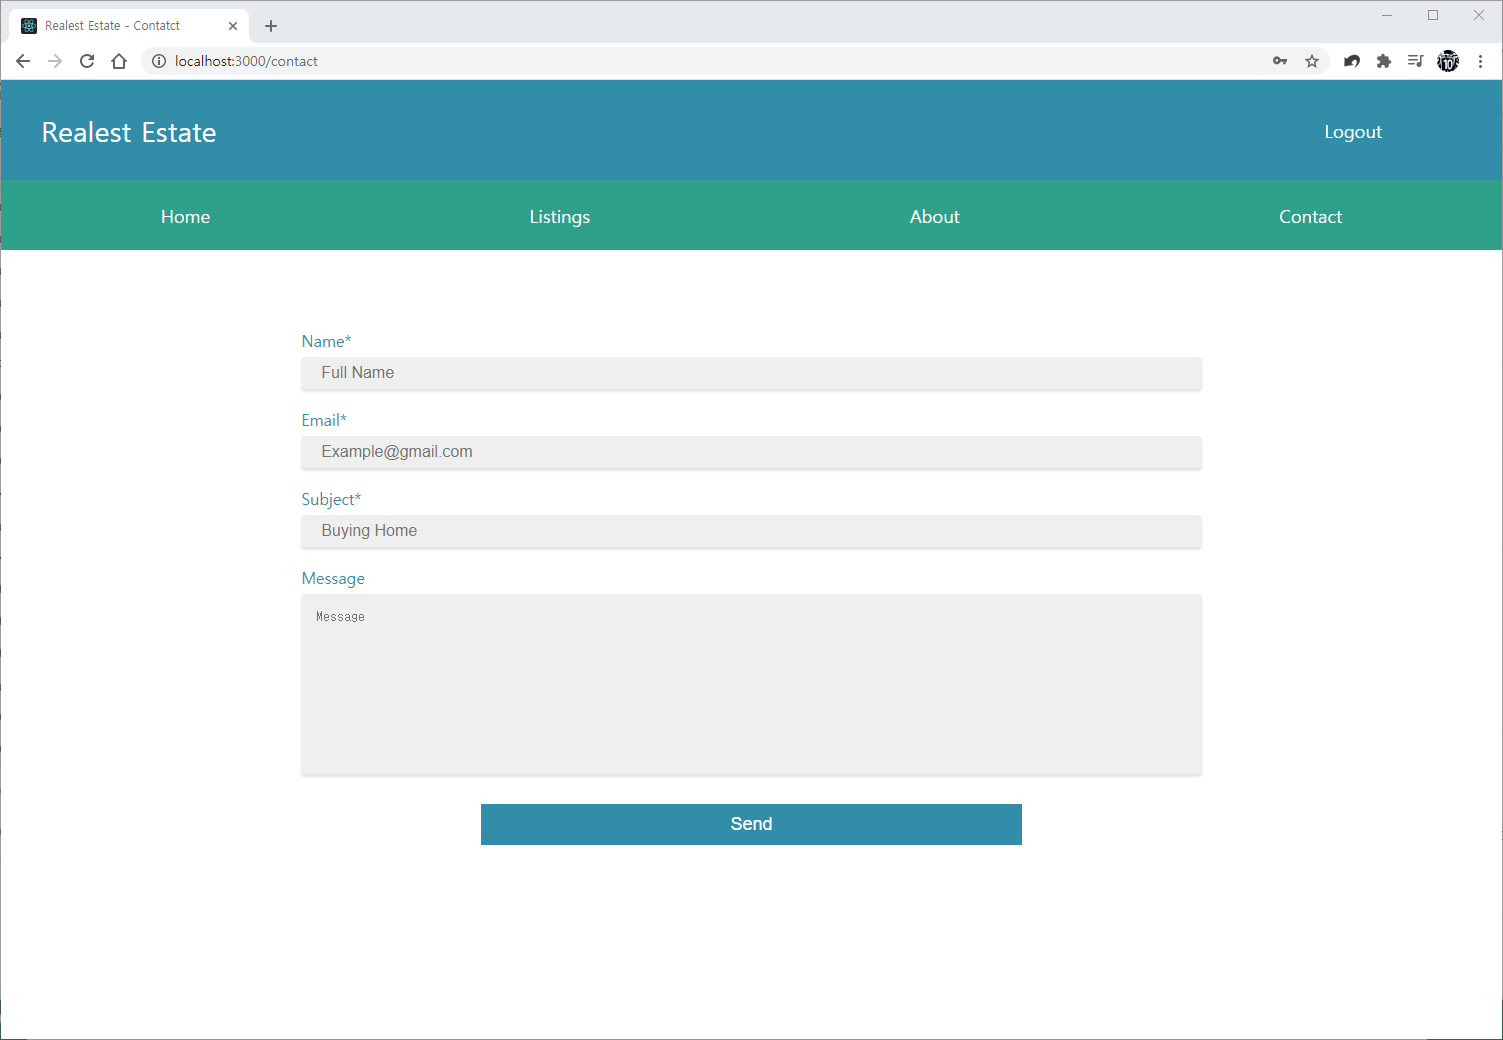 Realest Estate - Contatct
localhost:3000/contact
10
Realest Estate
Logout
Home Listings About Contact
Name*
Full Name
Email*
Example@gmail.com
Subject*
Buying Home
Message
Message
Send